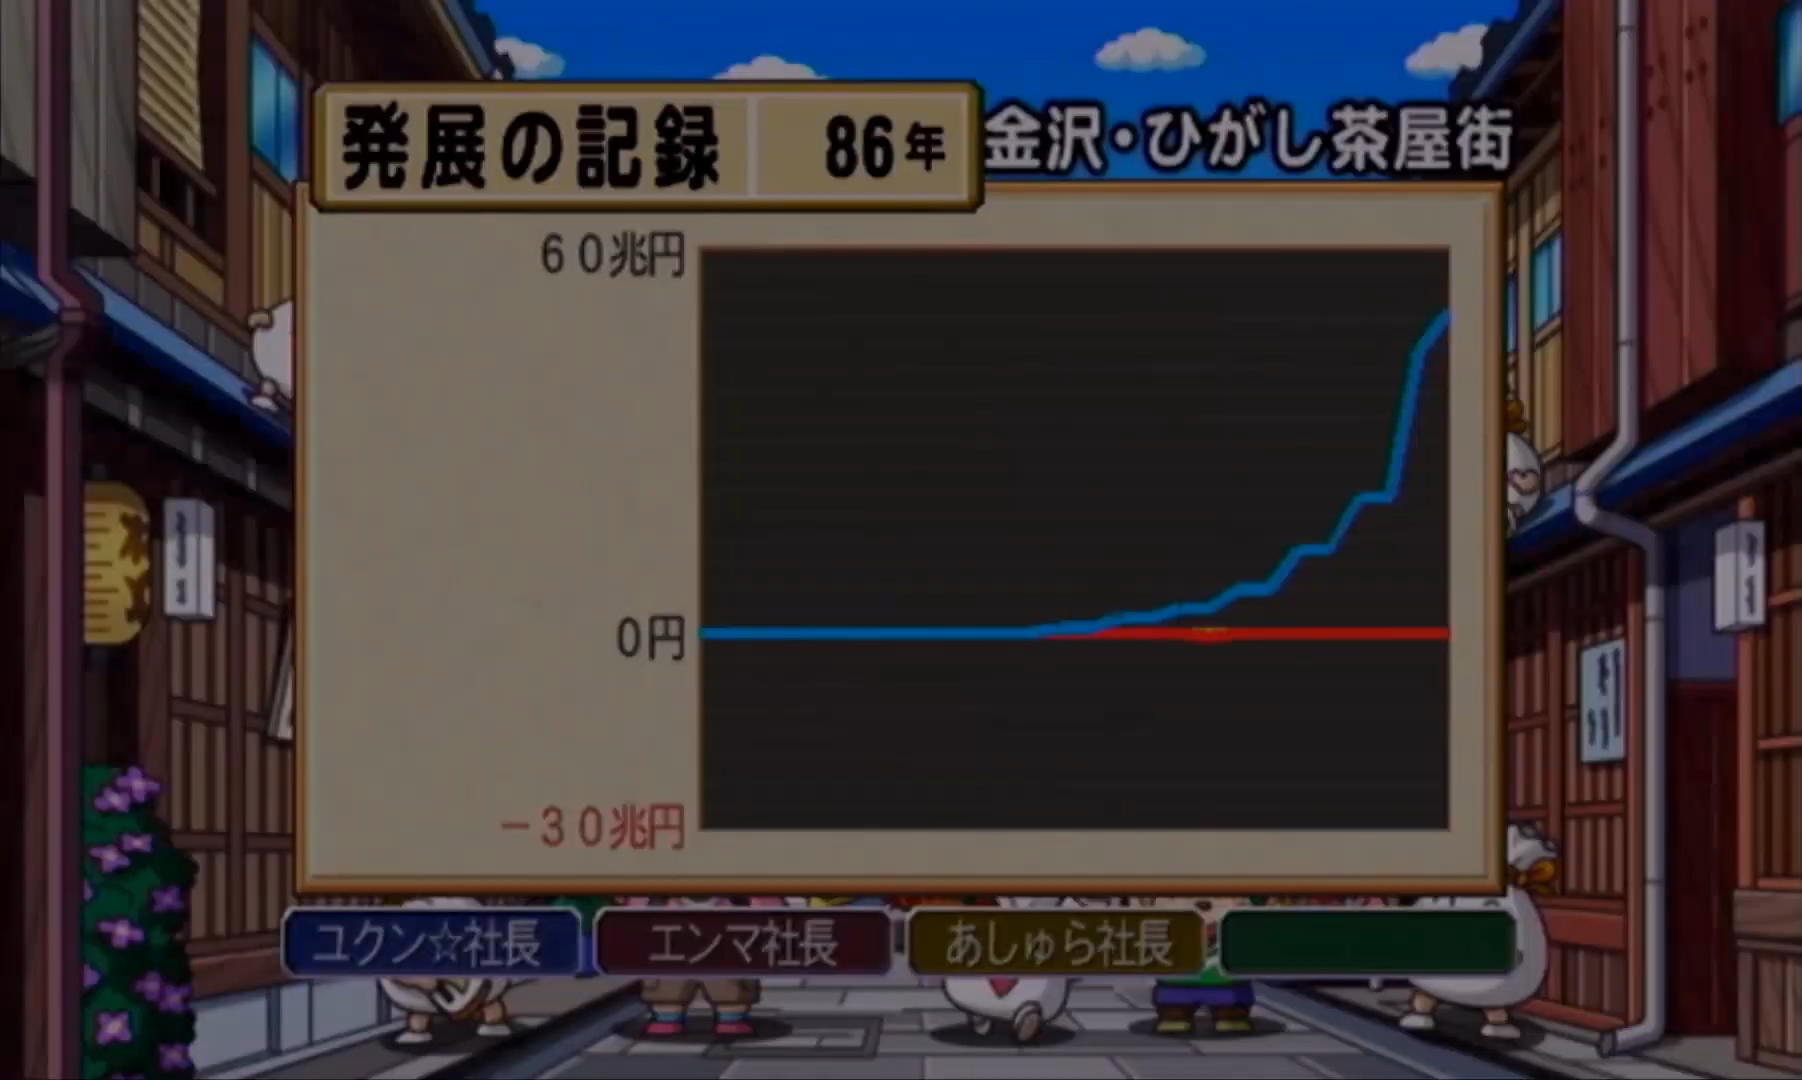 発展の記録 86年
金沢・ひがし茶屋街
60兆円
0円
-30兆円
ユクン☆社長 エンマ社長 あしゅら社長